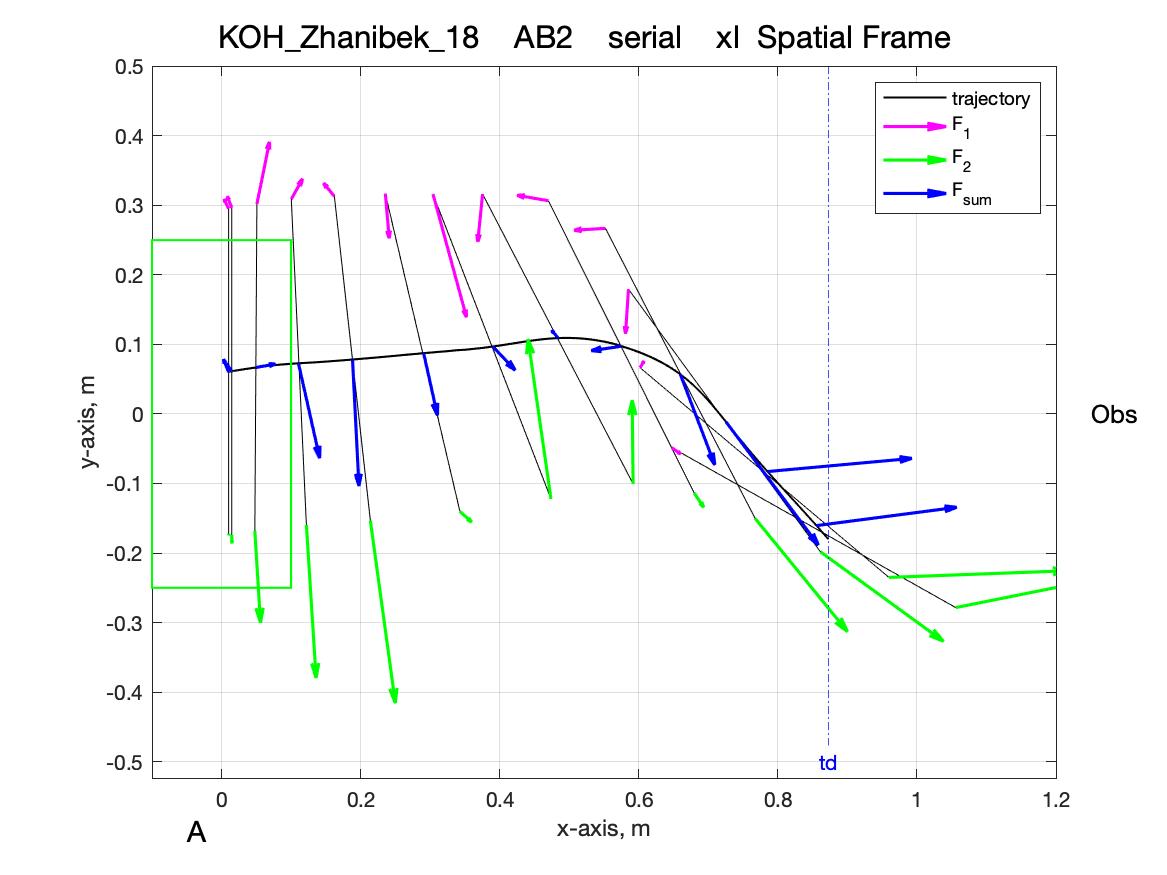 KOH_Zhanibek_18 AB2 serial xl Spatial Frame
0.5
0.4
0.3
0.2
0.1
0
-0.1
-0.2
-0.3
-0.4
-0.5
y-axis, m
trajectory
F1
F2
Fsum
Obs
td
0 0.2 0.4 0.6 0.8 1 1.2
A
x-axis, m